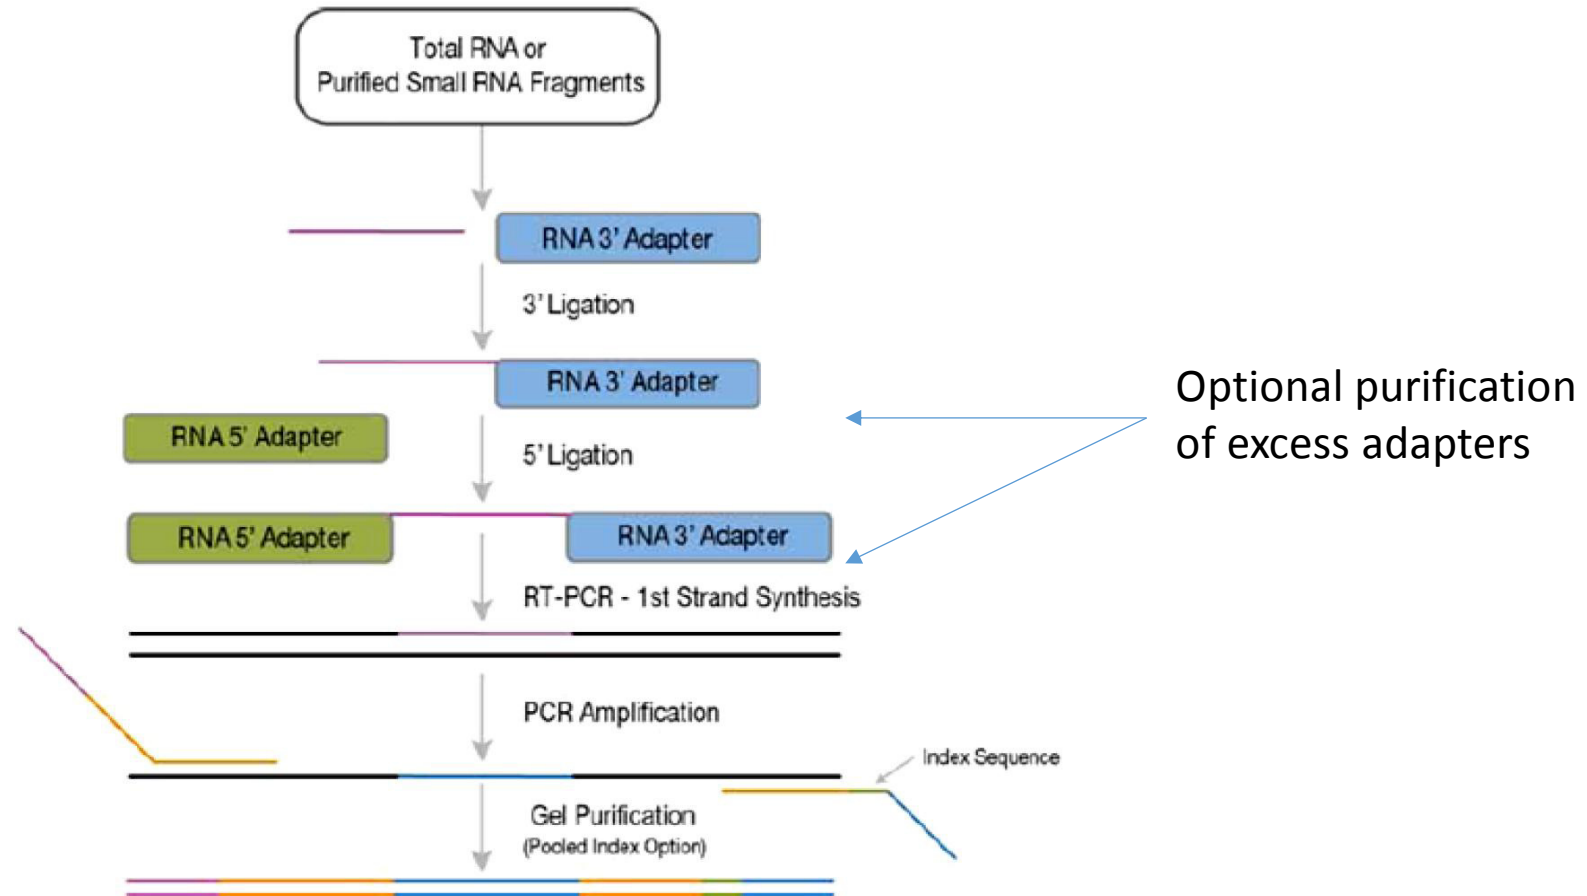 Total RNA or
Purified Small RNA Fragments
RNA 3' Adapter
3' Ligation
RNA 3' Adapter
RNA 5' Adapter
5' Ligation
Optional purification
of excess adapters
RNA 5' Adapter
RNA 3' Adapter
RT-PCR - 1st Strand Synthesis
PCR Amplification
Index Sequence
Gel Purification
(Pooled Index Option)